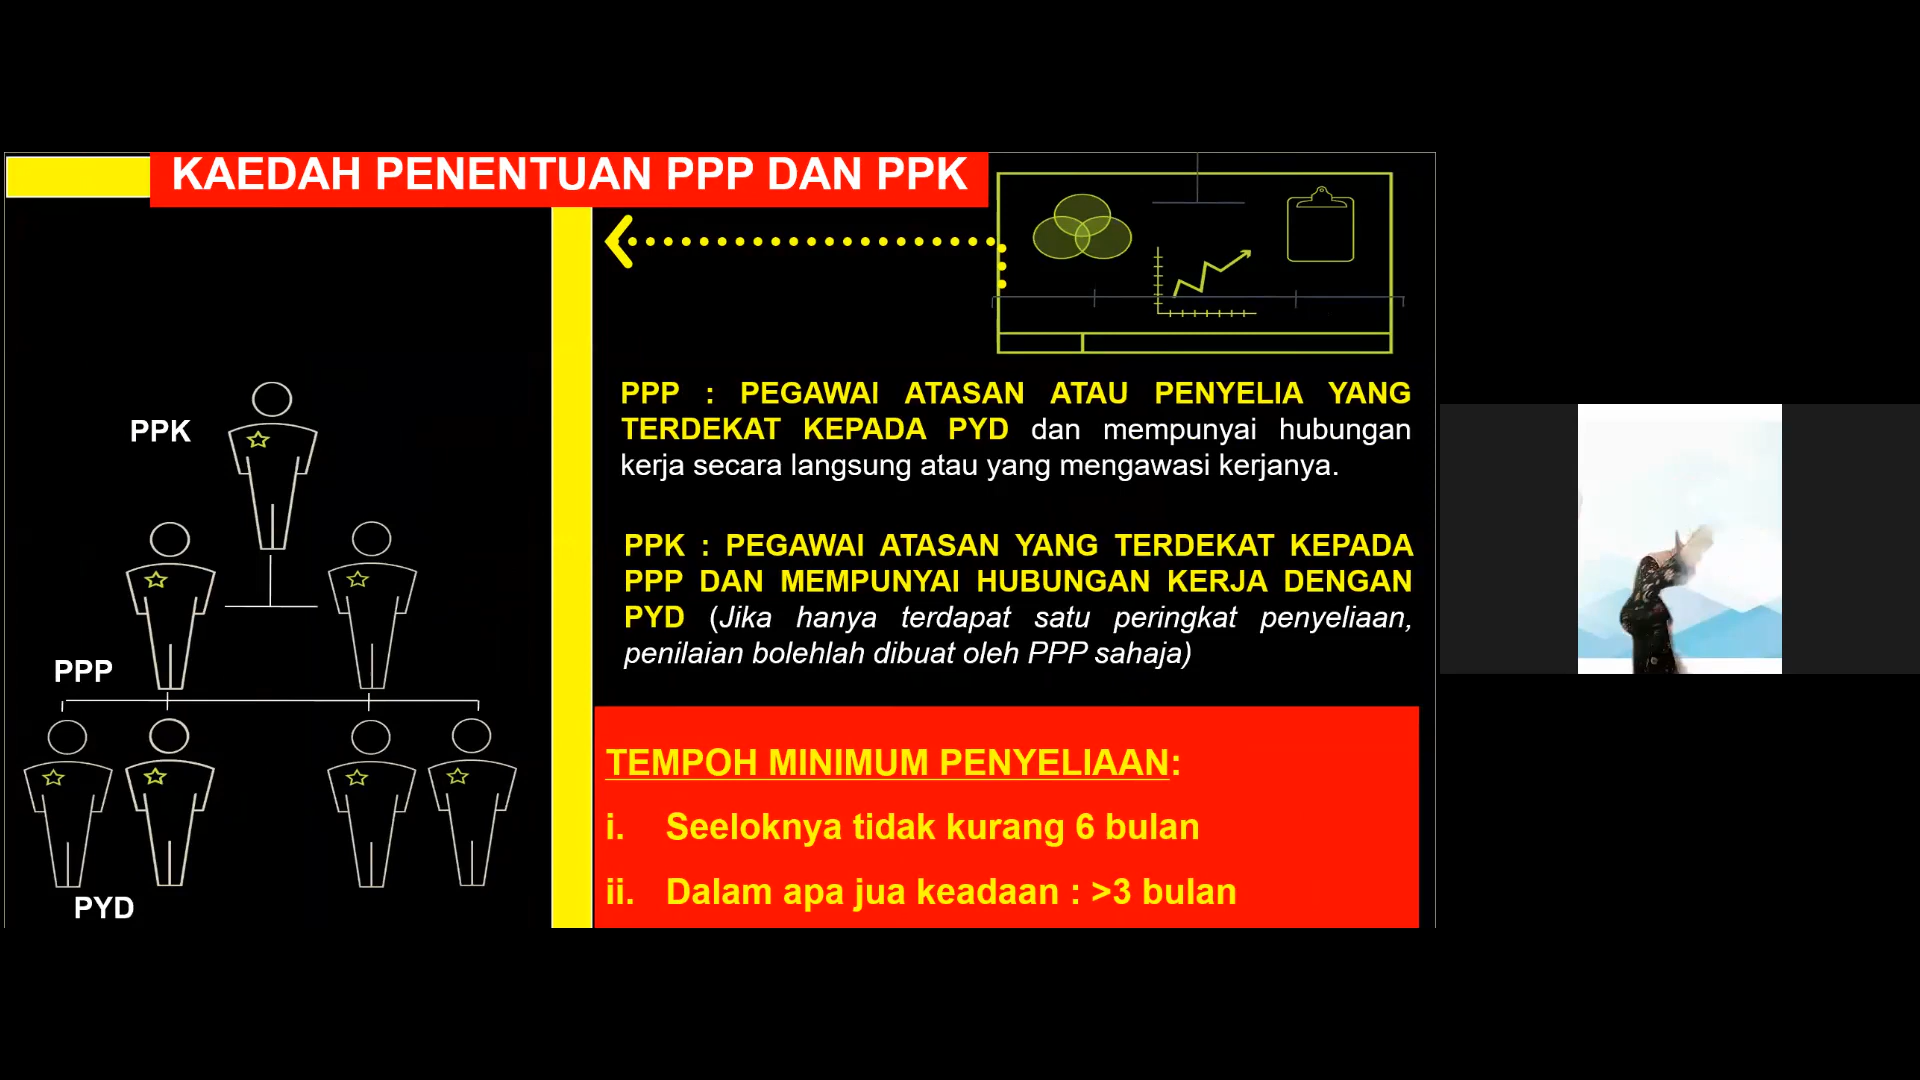 KAEDAH PENENTUAN PPP DAN PPK
PPK
PPP
PYD
PPP : PEGAWAI ATASAN ATAU PENYELIA YANG
TERDEKAT KEPADA PYD dan mempunyai hubungan
kerja secara langsung atau yang mengawasi kerjanya.
PPK : PEGAWAI ATASAN YANG TERDEKAT KEPADA
PPP DAN MEMPUNYAI HUBUNGAN KERJA DENGAN
PYD (Jika hanya terdapat satu peringkat penyeliaan,
penilaian bolehlah dibuat oleh PPP sahaja)
TEMPOH MINIMUM PENYELIAAN:
i. Seeloknya tidak kurang 6 bulan
ii. Dalam apa jua keadaan : >3 bulan